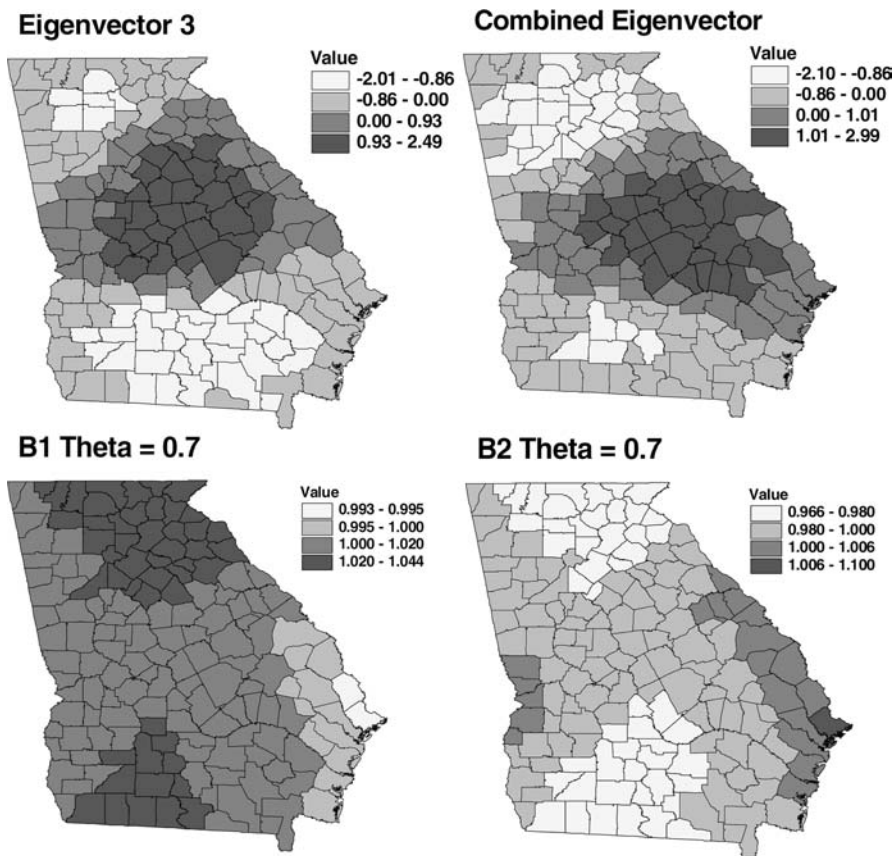 Eigenvector 3
Value
-2.01 - -0.86
-0.86 - 0.00
0.00 - 0.93
0.93 - 2.49
Combined Eigenvector
Value
-2.10 - -0.86
-0.86 - 0.00
0.00 - 1.01
1.01 - 2.99
B1 Theta = 0.7
Value
0.993 - 0.995
0.995 - 1.000
1.000 - 1.020
1.020 - 1.044
B2 Theta = 0.7
Value
0.966 - 0.980
0.980 - 1.000
1.000 - 1.006
1.006 - 1.100